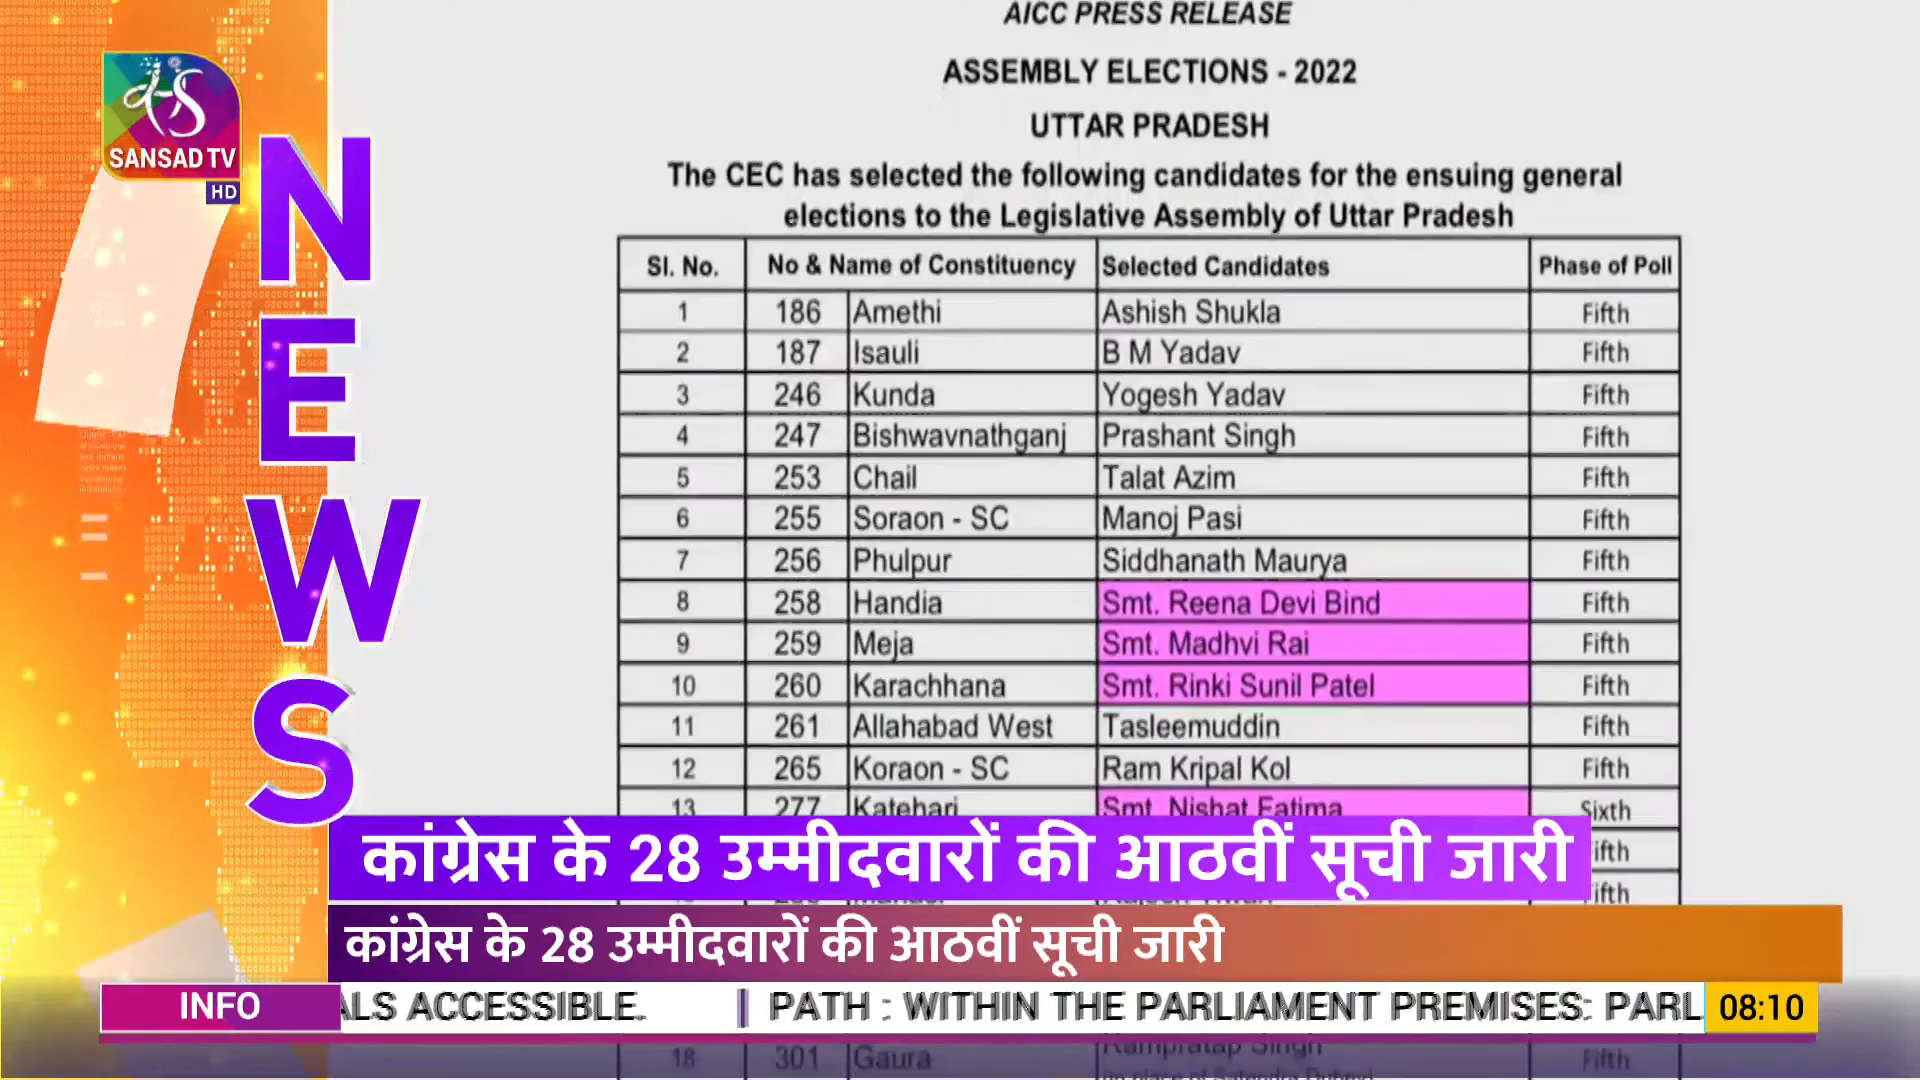 AICC PRESS RELEASE
ASSEMBLY ELECTIONS - 2022
UTTAR PRADESH
The CEC has selected the following candidates for the ensuing general
elections to the Legislative Assembly of Uttar Pradesh
SANSAD TV
HD
NEWS
Sl. No. No & Name of Constituency Selected Candidates Phase of Poll
1 186 Amethi Ashish Shukla Fifth
2 187 Isauli B M Yadav Fifth
3 246 Kunda Yogesh Yadav Fifth
4 247 Bishwavnathganj Prashant Singh Fifth
5 253 Chail Talat Azim Fifth
6 255 Soraon - SC Manoj Pasi Fifth
7 256 Phulpur Siddhanath Maurya Fifth
8 258 Handia Smt. Reena Devi Bind Fifth
9 259 Meja Smt. Madhvi Rai Fifth
10 260 Karachhana Smt. Rinki Sunil Patel Fifth
11 261 Allahabad West Tasleemuddin Fifth
12 265 Koraon - SC Ram Kripal Kol Fifth
13 277 Katehari Smt. Nishat Fatima Sixth
कांग्रेस के 28 उम्मीदवारों की आठवीं सूची जारी
कांग्रेस के 28 उम्मीदवारों की आठवीं सूची जारी
INFO ALS ACCESSIBLE. | PATH : WITHIN THE PARLIAMENT PREMISES: PARL 08:10
18 301 Gaura Rampratap Singh Fifth